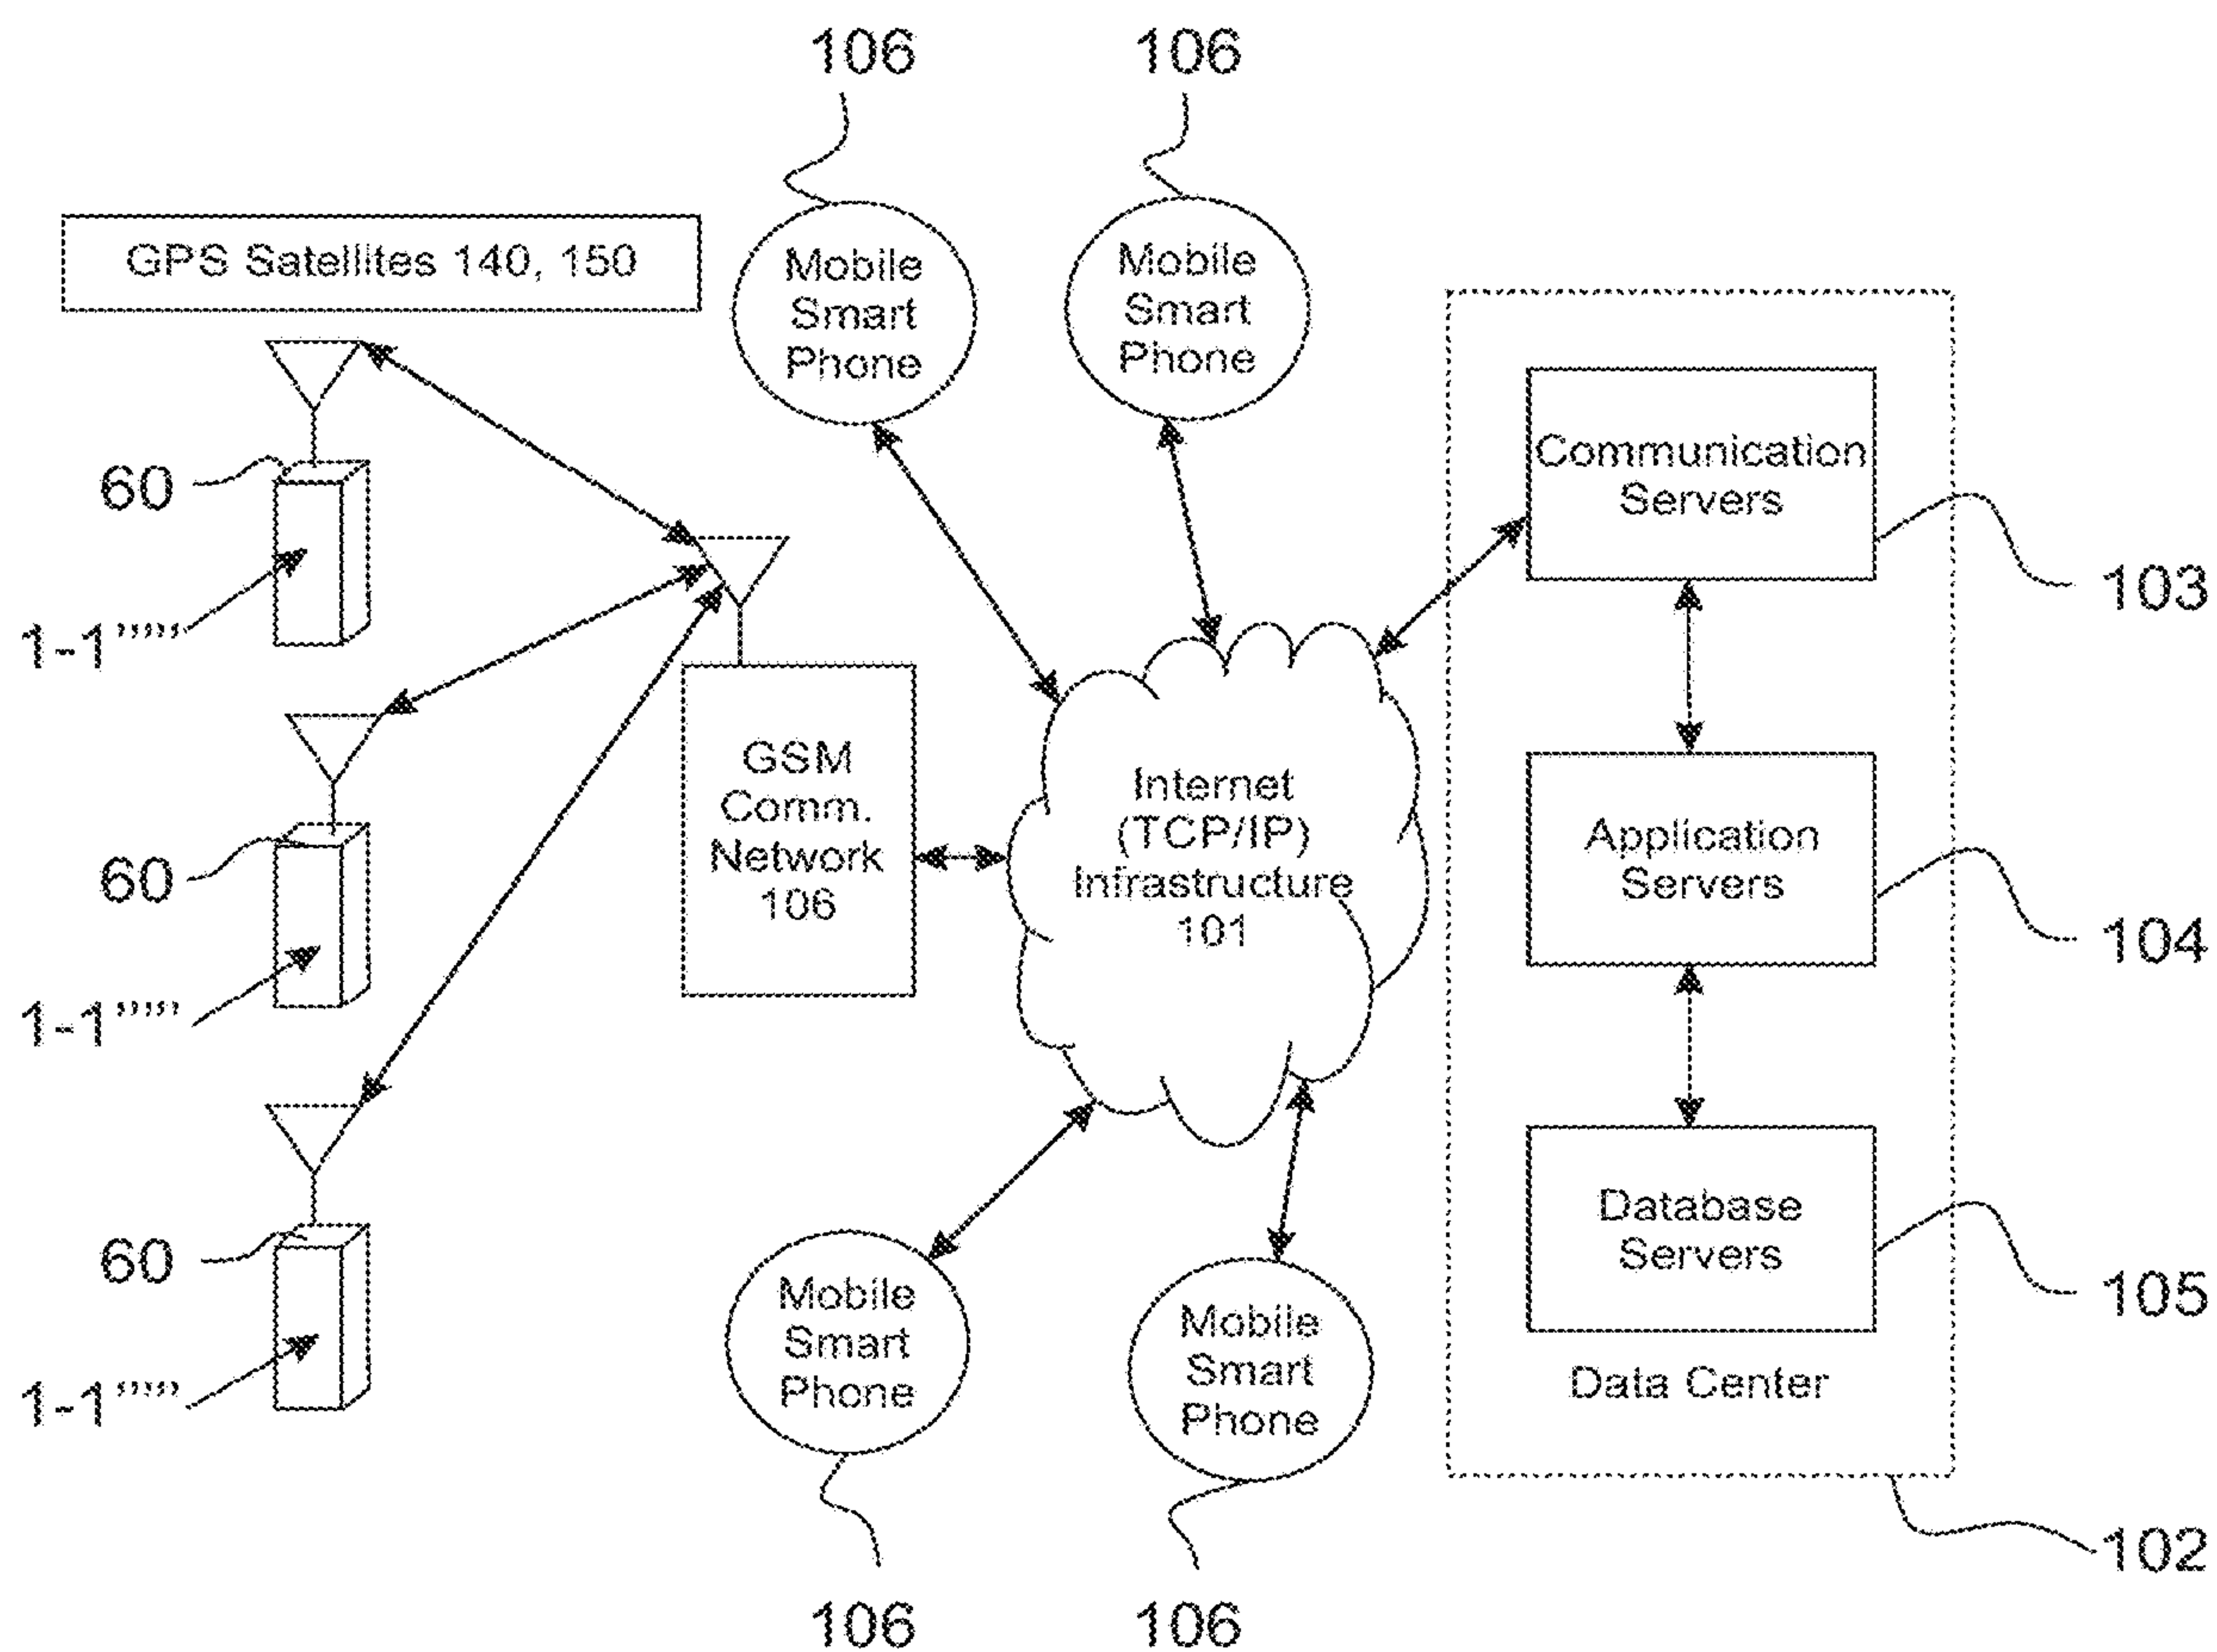 106
106
GPS Satellites 140, 150
Mobile
Smart
Phone
Mobile
Smart
Phone
60
1-1’’’’’
60
1-1’’’’’
60
1-1’’’’’
GSM
Comm.
Network
106
Internet
(TCP/IP)
Infrastructure
101
Communication
Servers
103
Application
Servers
104
Database
Servers
105
Data Center
102
Mobile
Smart
Phone
Mobile
Smart
Phone
106
106